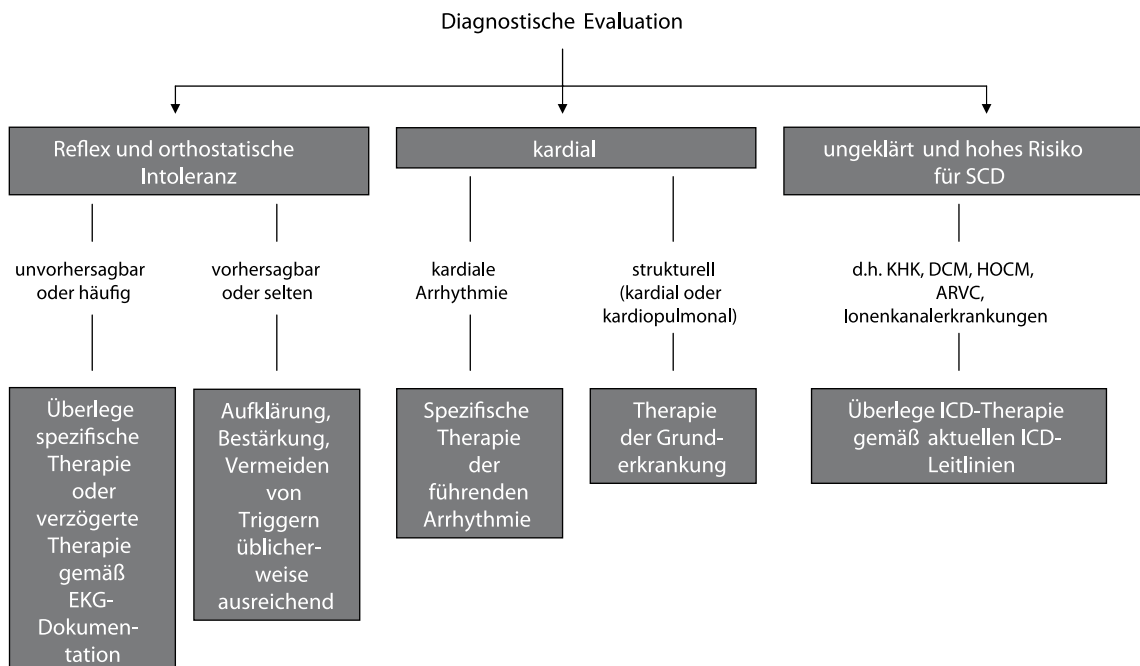 Diagnostische Evaluation
Reflex und orthostatische
Intoleranz
kardial
ungeklärt und hohes Risiko
für SCD
unvorhersagbar
oder häufig
vorhersagbar
oder selten
kardiale
Arrhythmie
strukturell
(kardial oder
kardiopulmonal)
d.h. KHK, DCM, HOCM,
ARVC,
Ionenkanalerkrankungen
Überlege
spezifische
Therapie
oder
verzögerte
Therapie
gemäß
EKG-
Dokumen-
tation
Aufklärung,
Bestärkung,
Vermeiden
von
Triggern
üblicher-
weise
ausreichend
Spezifische
Therapie
der
führenden
Arrhythmie
Therapie
der Grund-
erkrankung
Überlege ICD-Therapie
gemäß aktuellen ICD-
Leitlinien